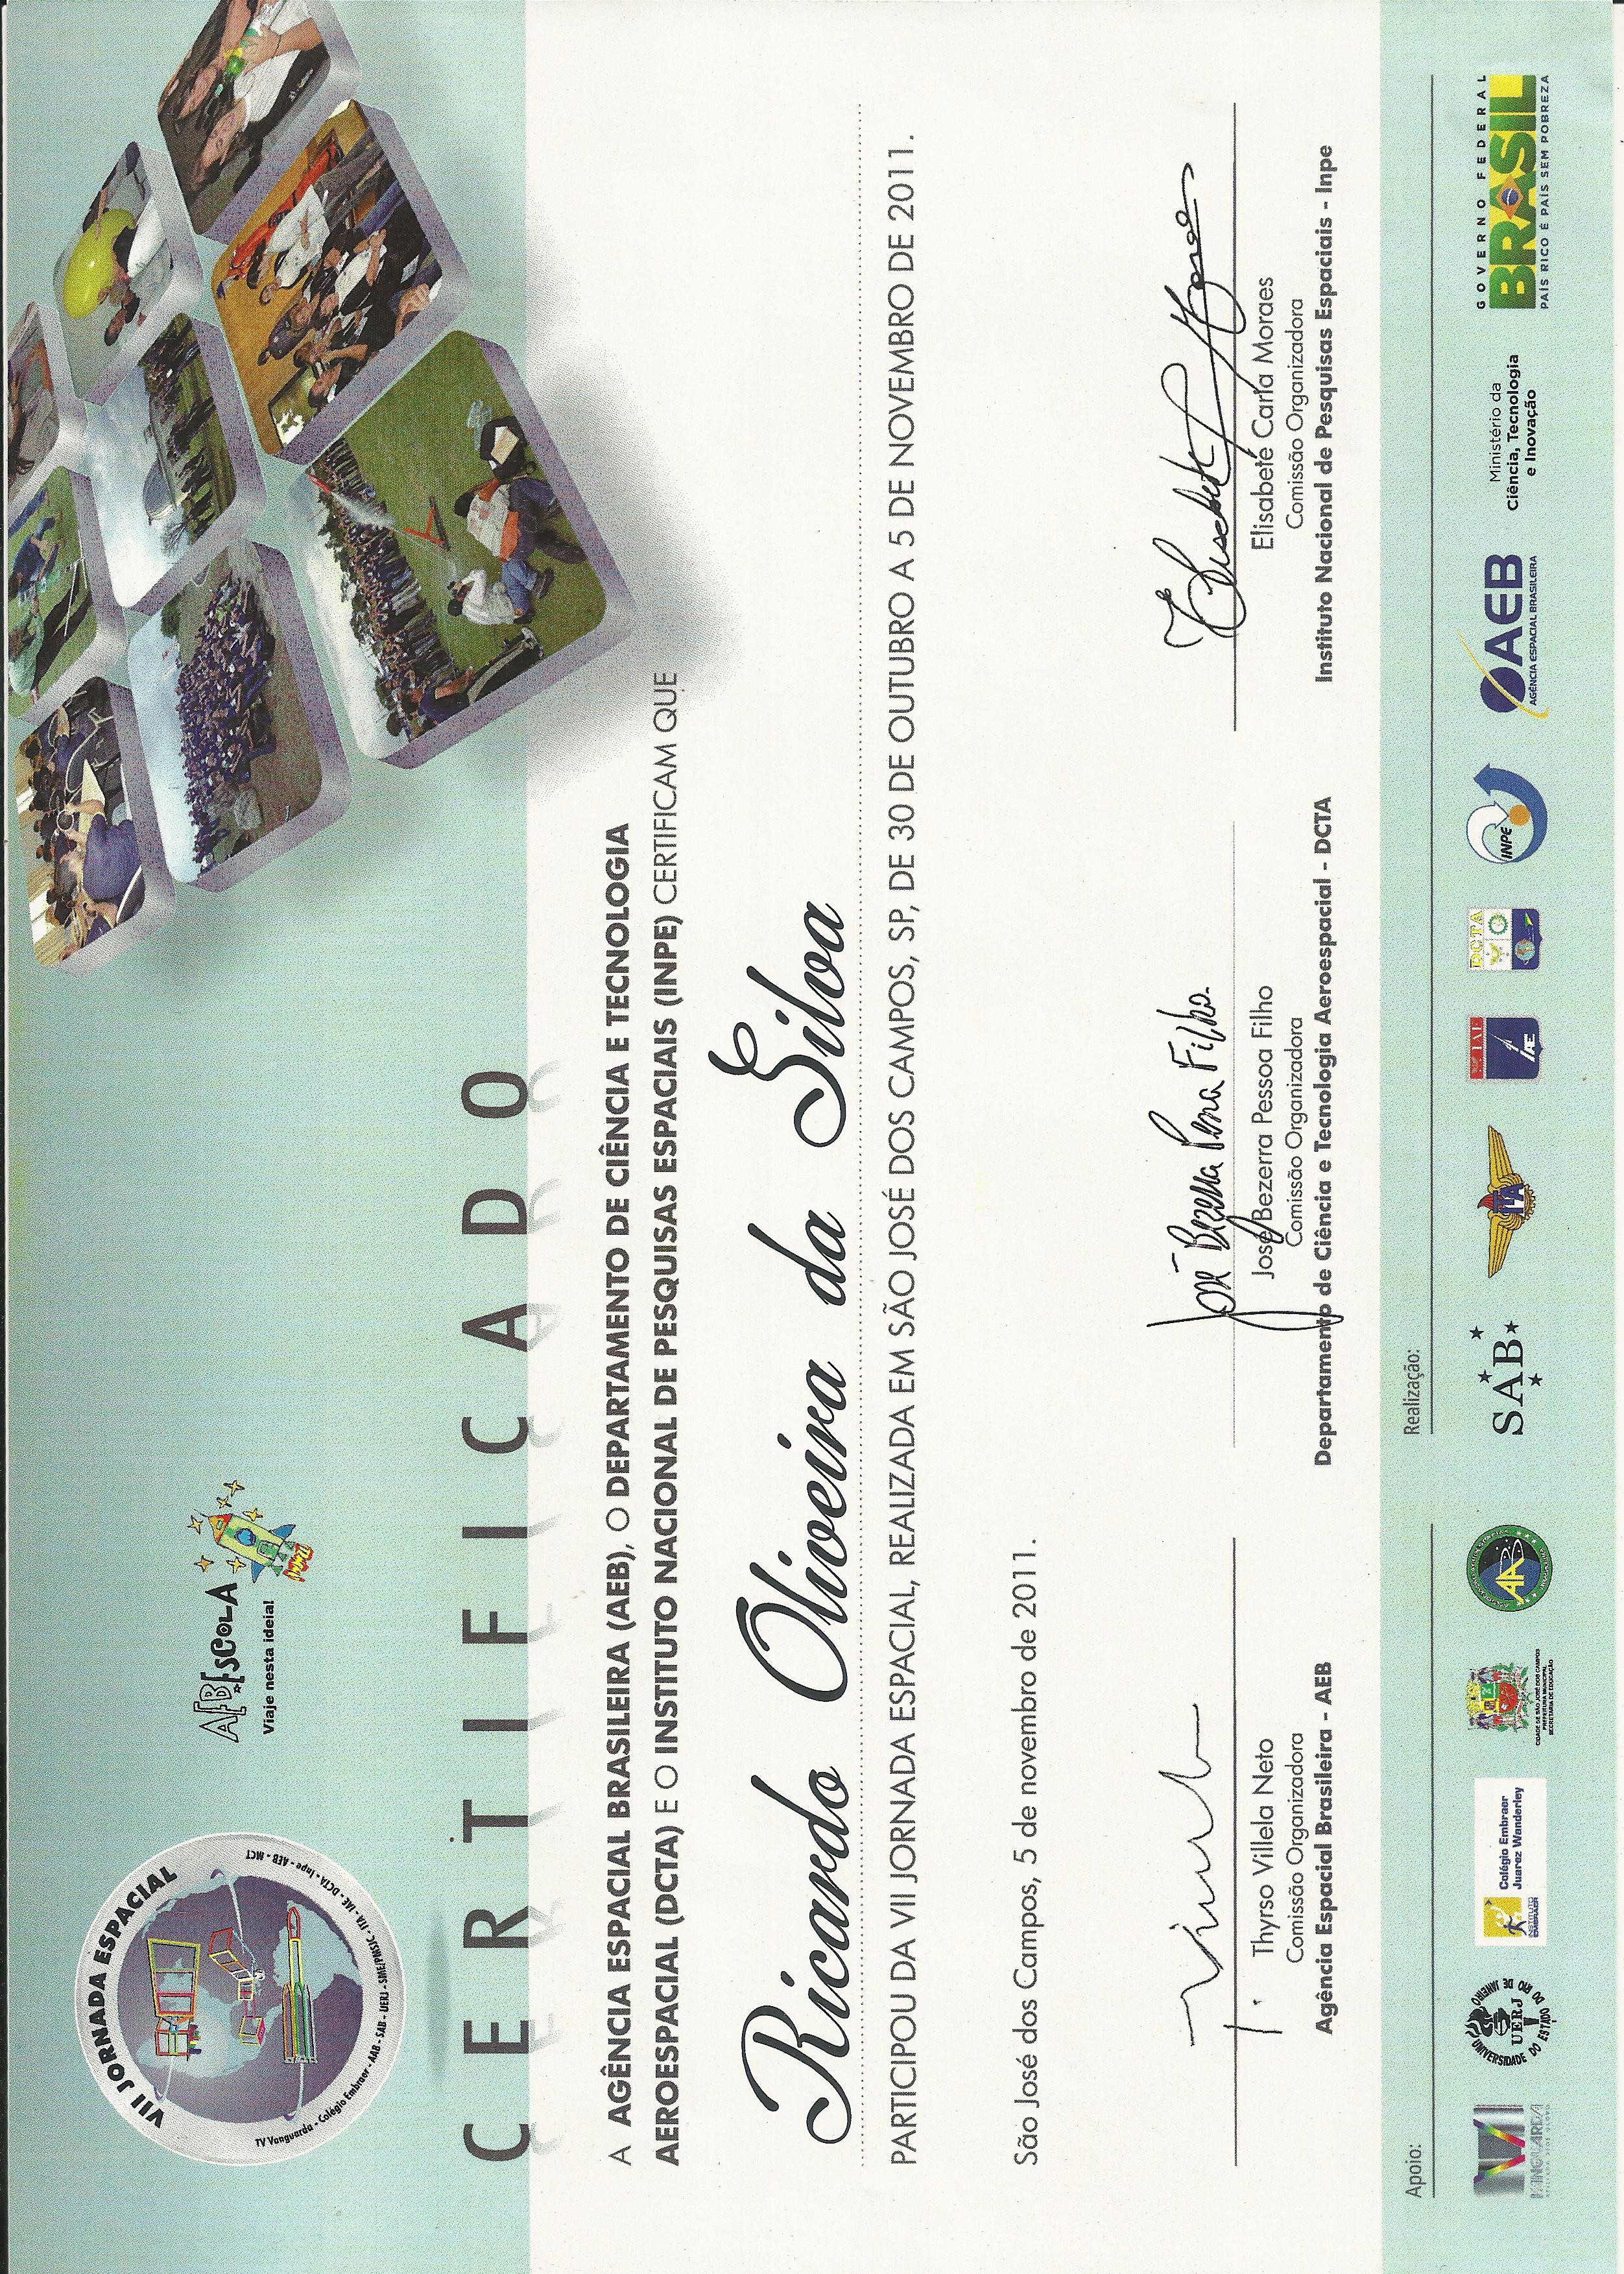 VII JORNADA ESPACIAL
TV Vanguarda - Colégio Embraer - AAB - SAB - UERJ - SME/PMSJC - ITA - IAE - DCTA - Inpe - AEB - MCT
AEB ESCOLA
Viaje nesta ideia!
CERTIFICADO
A AGÊNCIA ESPACIAL BRASILEIRA (AEB), O DEPARTAMENTO DE CIÊNCIA E TECNOLOGIA
AEROESPACIAL (DCTA) E O INSTITUTO NACIONAL DE PESQUISAS ESPACIAIS (INPE) CERTIFICAM QUE
Ricardo Oliveira da Silva
PARTICIPOU DA VII JORNADA ESPACIAL, REALIZADA EM SÃO JOSÉ DOS CAMPOS, SP, DE 30 DE OUTUBRO A 5 DE NOVEMBRO DE 2011.
São José dos Campos, 5 de novembro de 2011.
Thyrso Villela Neto
Comissão Organizadora
Agência Espacial Brasileira - AEB
José Bezerra Pessoa Filho
José Bezerra Pessoa Filho
Comissão Organizadora
Departamento de Ciência e Tecnologia Aeroespacial - DCTA
Elisabete Moraes
Elisabete Carla Moraes
Comissão Organizadora
Instituto Nacional de Pesquisas Espaciais - Inpe
Apoio:
VANGUARDA
UNIVERSIDADE DO ESTADO DO RIO DE JANEIRO
UERJ
INSTITUTO EMBRAER
Colégio Embraer
Juarez Wanderley
CIDADE DE SÃO JOSÉ DOS CAMPOS
PREFEITURA MUNICIPAL
SECRETARIA DE EDUCAÇÃO
AAB
Realização:
SAB
ITA
IAE
IAE
DCTA
INPE
AEB
AGÊNCIA ESPACIAL BRASILEIRA
Ministério da
Ciência, Tecnologia
e Inovação
GOVERNO FEDERAL
BRASIL
PAÍS RICO É PAÍS SEM POBREZA